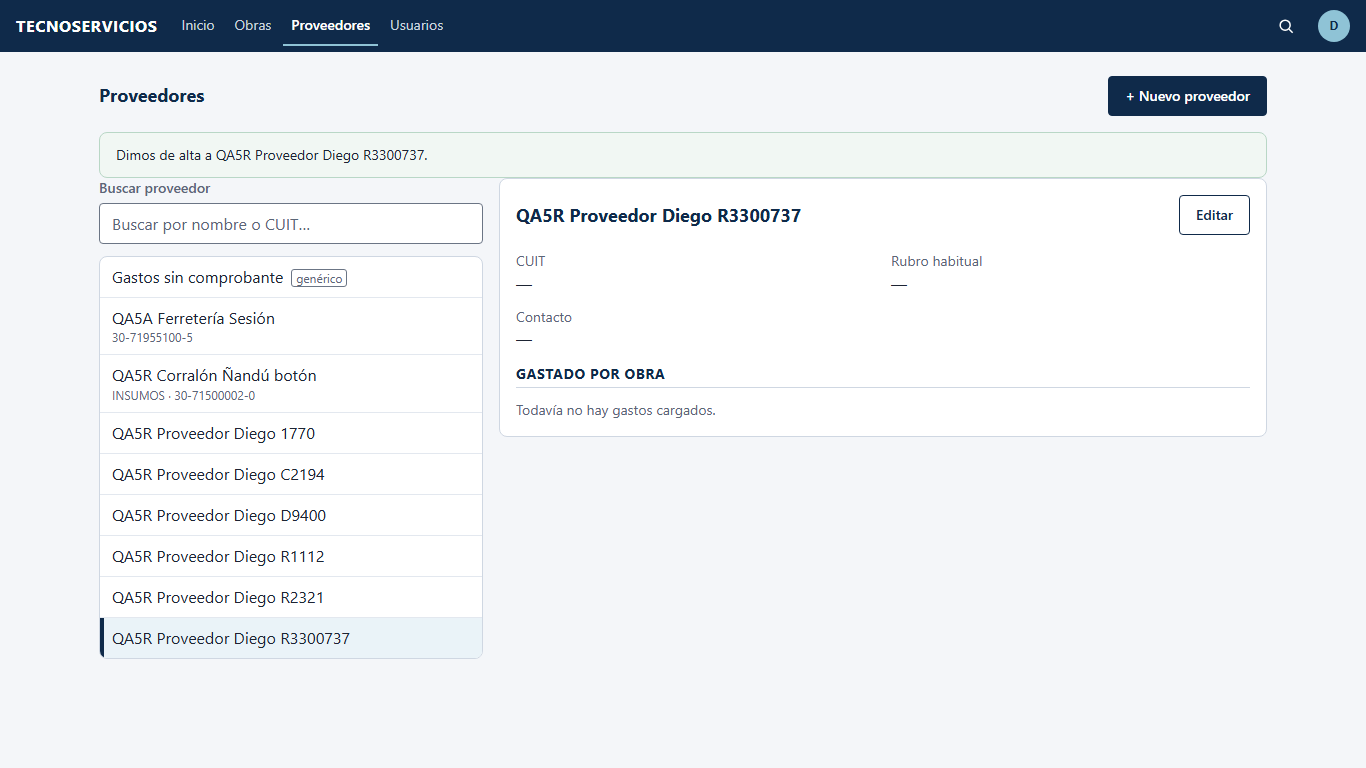 TECNOSERVICIOS Inicio Obras Proveedores Usuarios D
Proveedores
+ Nuevo proveedor
Dimos de alta a QA5R Proveedor Diego R3300737.
Buscar proveedor
Buscar por nombre o CUIT...
Gastos sin comprobante genérico
QA5A Ferretería Sesión
30-71955100-5
QA5R Corralón Ñandú botón
INSUMOS · 30-71500002-0
QA5R Proveedor Diego 1770
QA5R Proveedor Diego C2194
QA5R Proveedor Diego D9400
QA5R Proveedor Diego R1112
QA5R Proveedor Diego R2321
QA5R Proveedor Diego R3300737
QA5R Proveedor Diego R3300737
Editar
CUIT
—
Rubro habitual
—
Contacto
—
GASTADO POR OBRA
Todavía no hay gastos cargados.